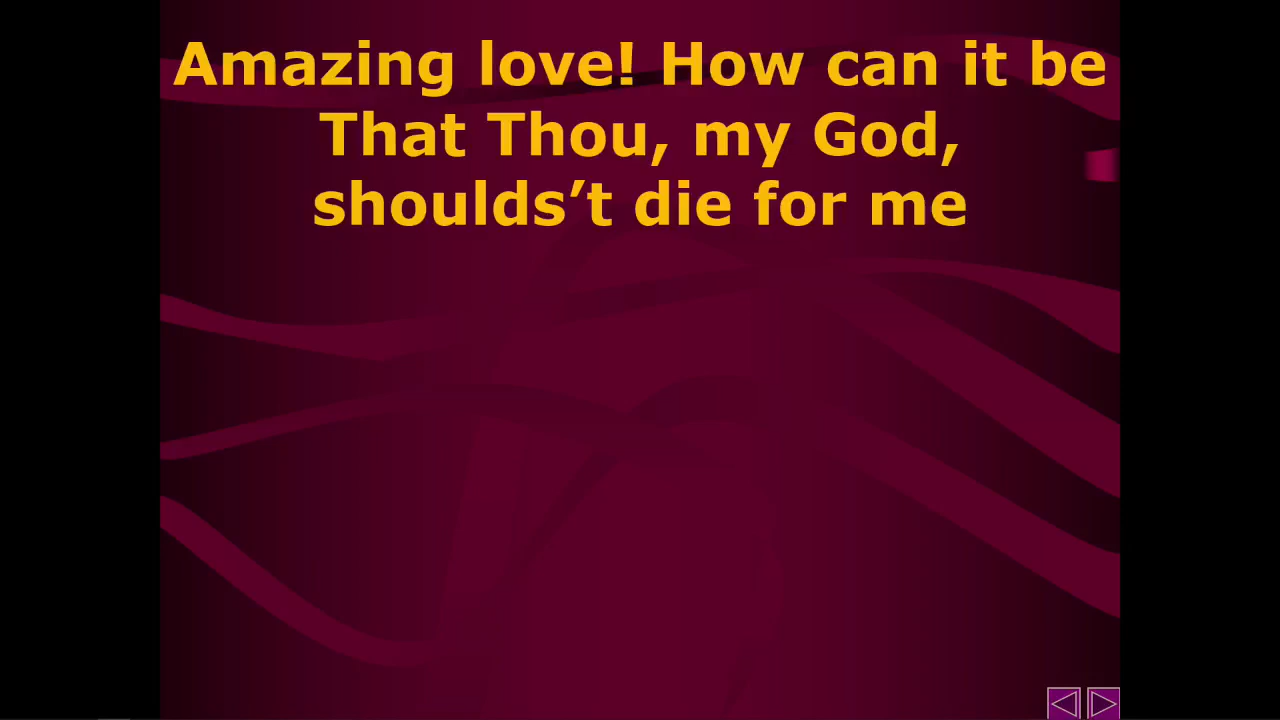 Amazing love! How can it be
That Thou, my God,
shoulds’t die for me